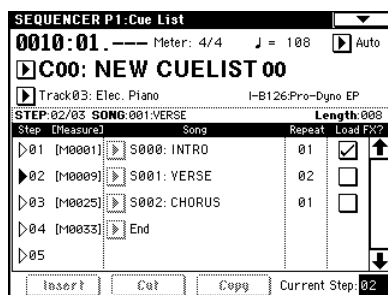 SEQUENCER P1:Cue List
0010:01.--- Meter: 4/4 ♩ = 108 Auto
C00: NEW CUELIST 00
Track03: Elec. Piano I-B126:Pro-Dyno EP
STEP:02/03 SONG:001:VERSE Length:008
Step [Measure] Song Repeat Load FX?
01 [M0001] S000: INTRO 01
02 [M0009] S001: VERSE 02
03 [M0025] S002: CHORUS 01
04 [M0033] End
05
Insert Cut Copy Current Step:02